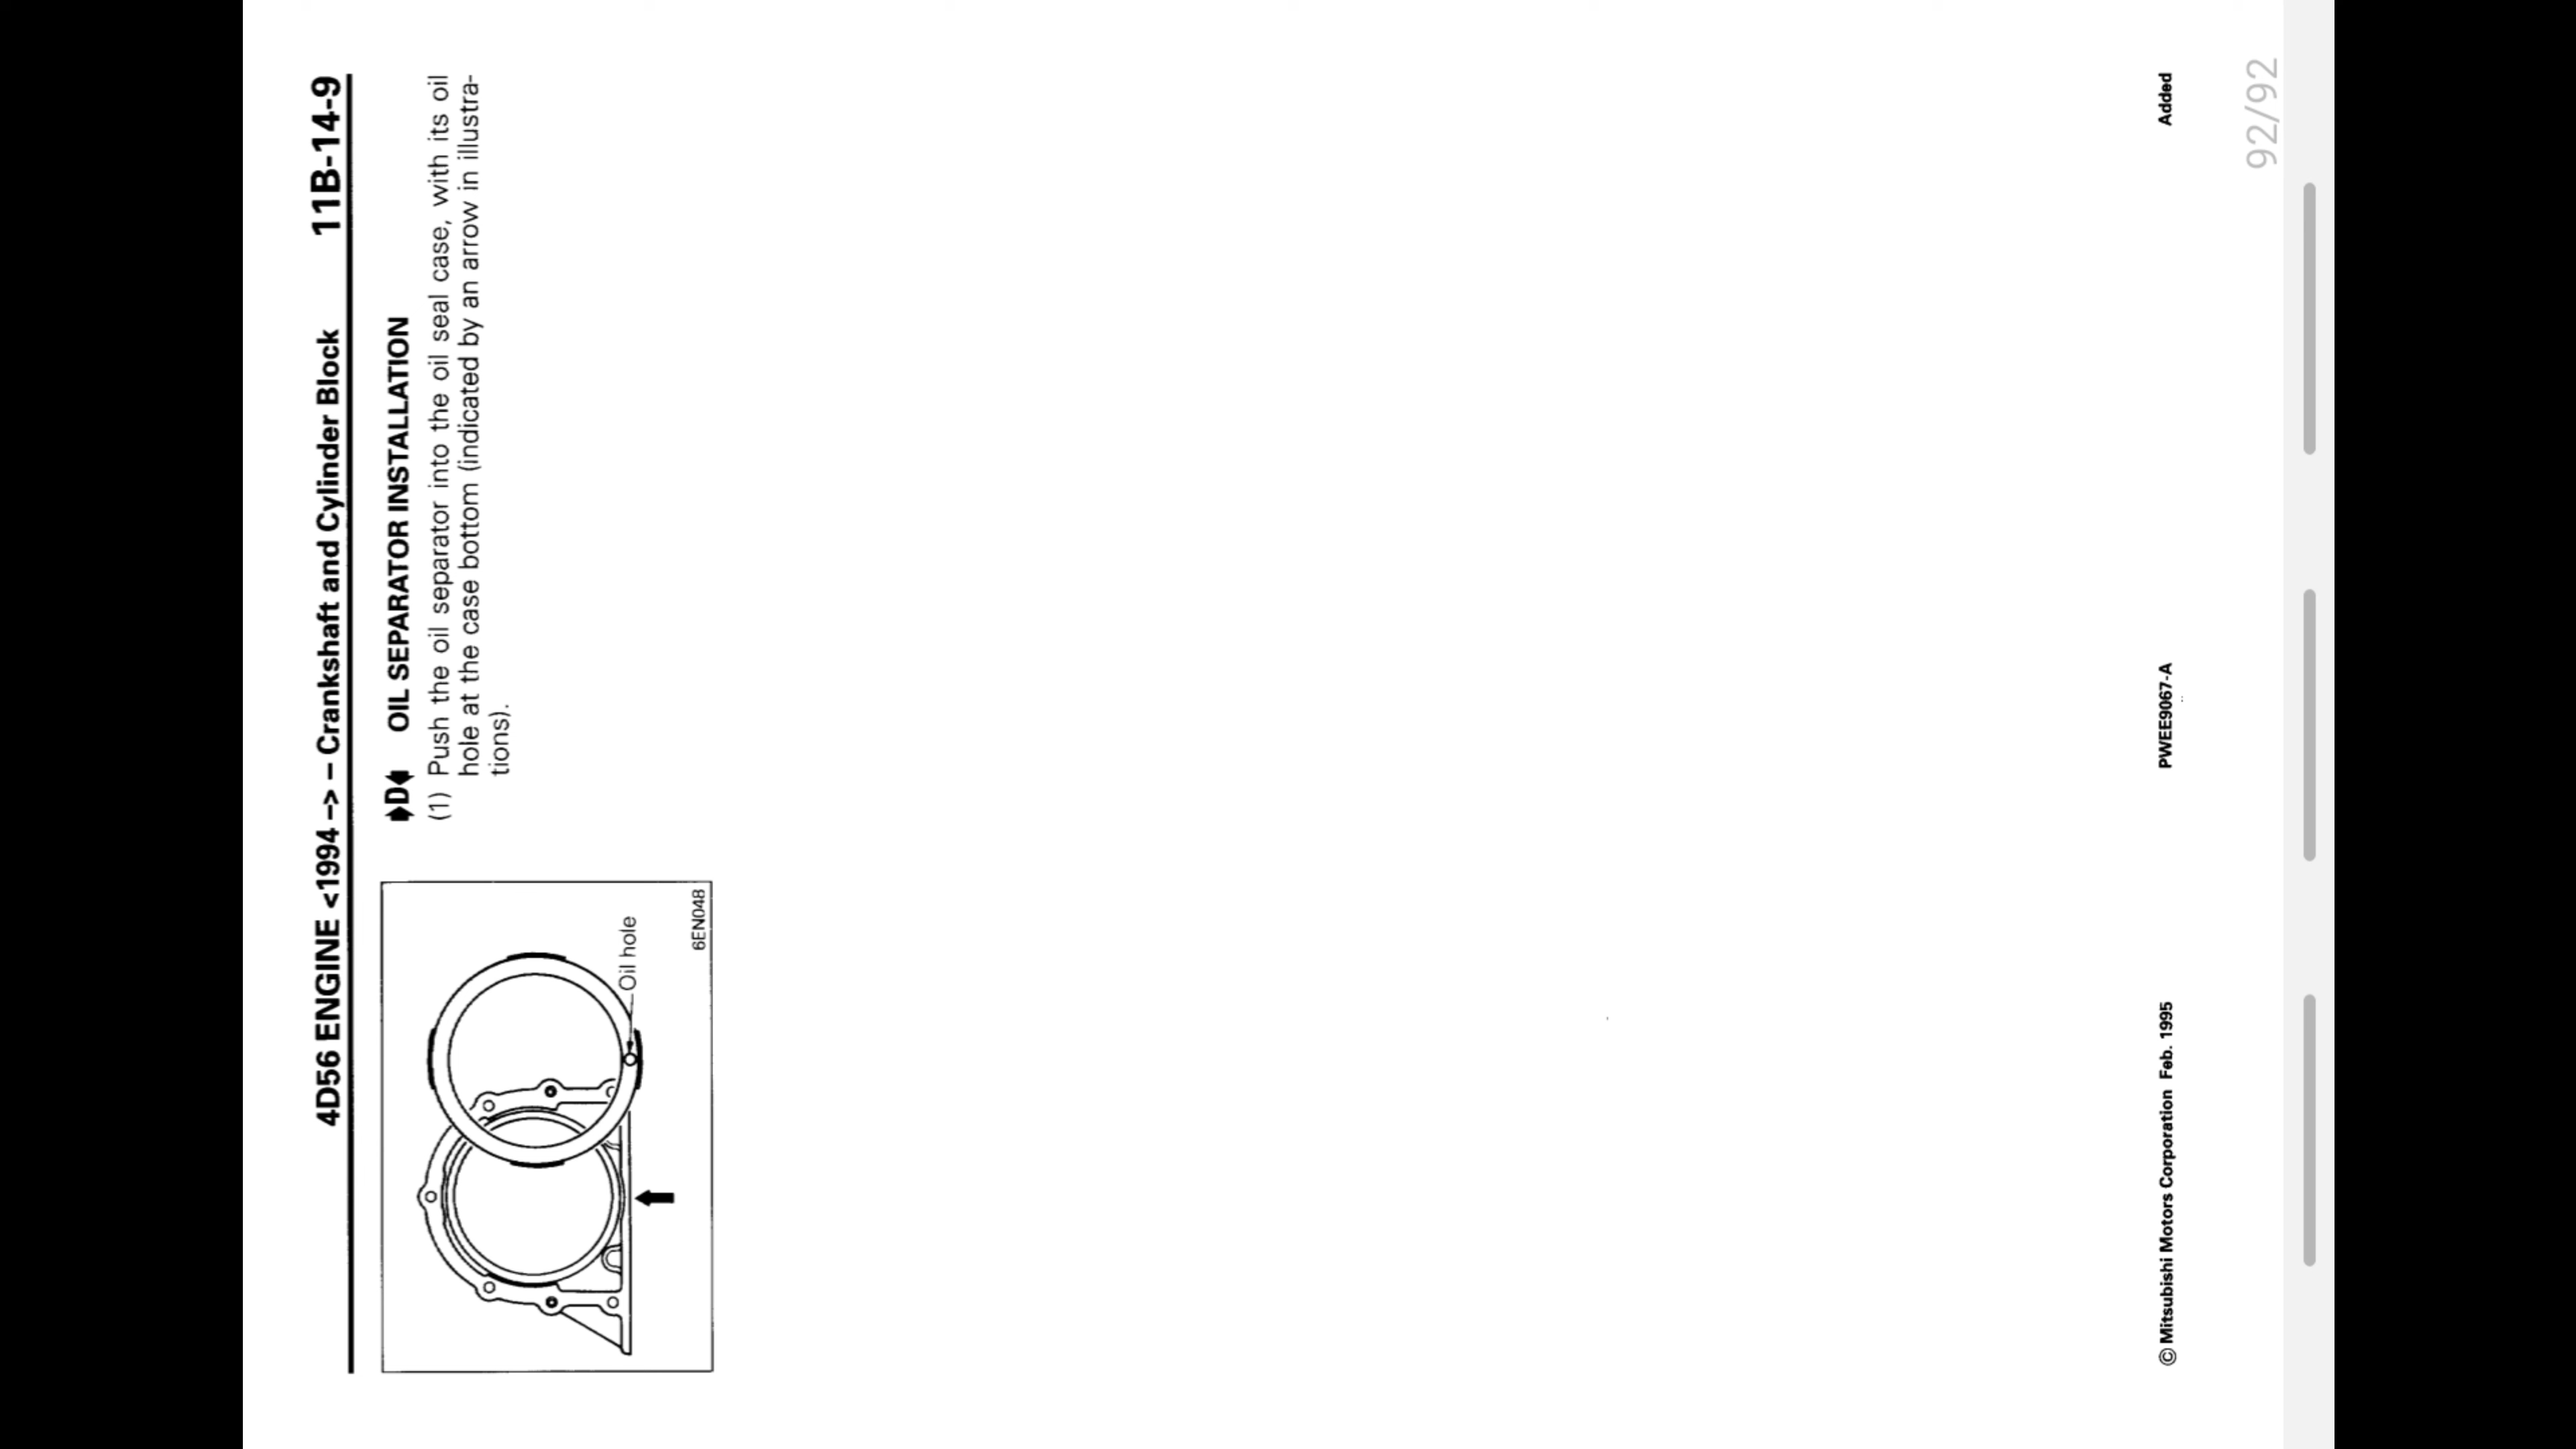 4D56 ENGINE <1994 –> – Crankshaft and Cylinder Block 11B-14-9
D OIL SEPARATOR INSTALLATION
(1) Push the oil separator into the oil seal case, with its oil
hole at the case bottom (indicated by an arrow in illustra-
tions).
Oil hole
6EN048
© Mitsubishi Motors Corporation Feb. 1995 PWEE9067-A Added
92/92